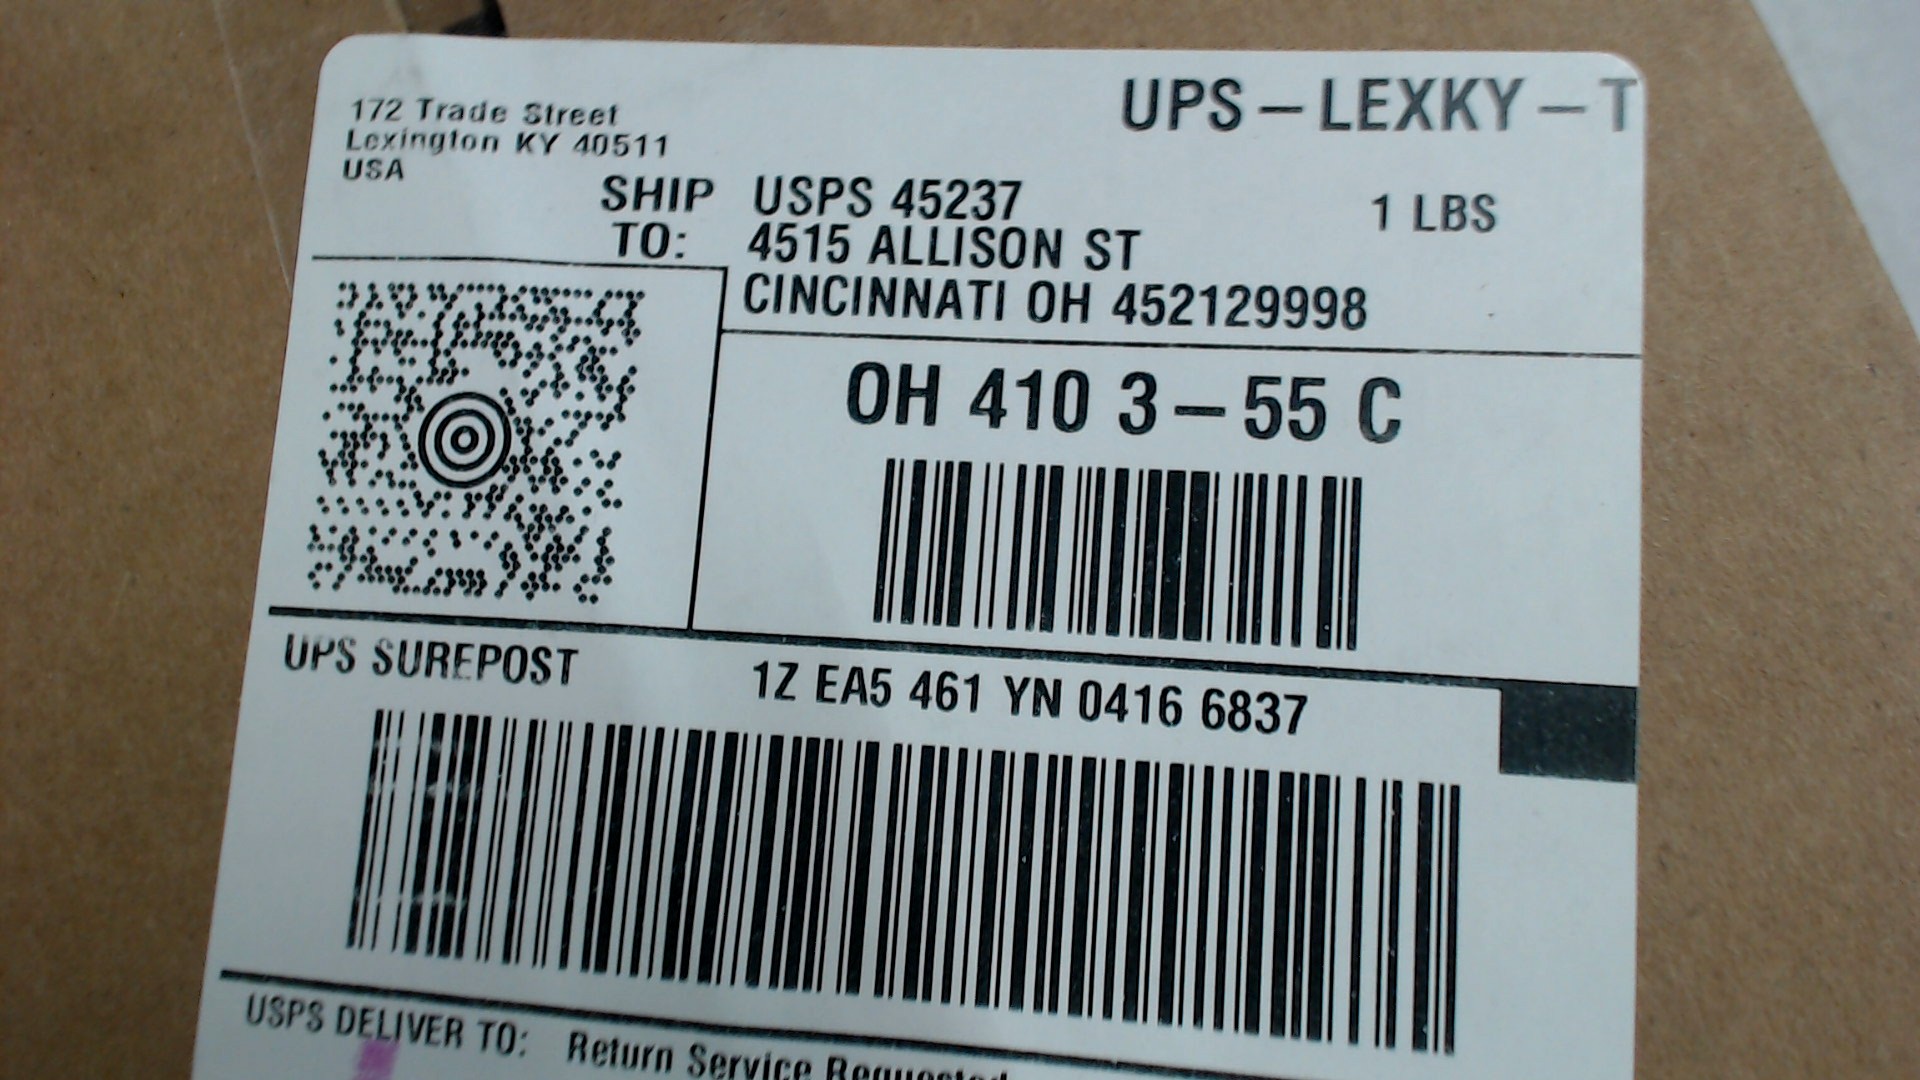 172 Trade Street
Lexington KY 40511
USA
UPS - LEXKY - T
1 LBS
SHIP TO:
USPS 45237
4515 ALLISON ST
CINCINNATI OH 452129998
OH 410 3-55 C
UPS SUREPOST
1Z EA5 461 YN 0416 6837
USPS DELIVER TO:
Return Service Requested